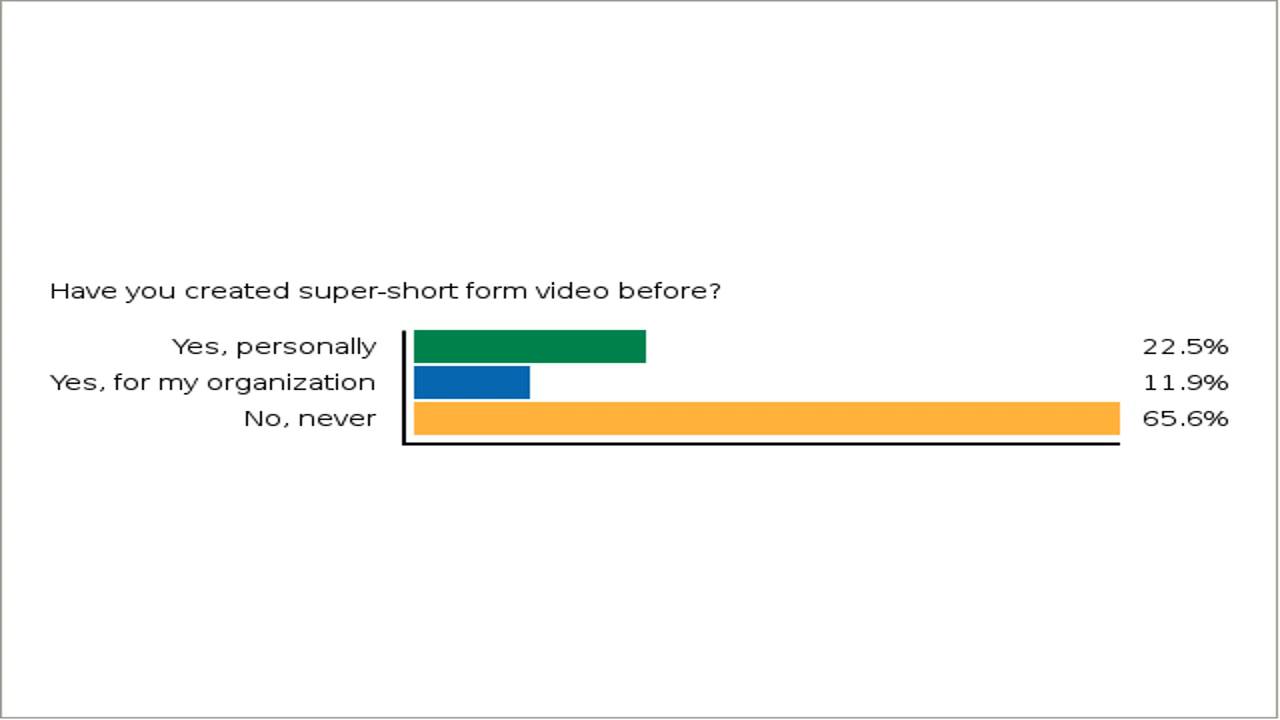 Have you created super-short form video before?
Yes, personally 22.5%
Yes, for my organization 11.9%
No, never 65.6%